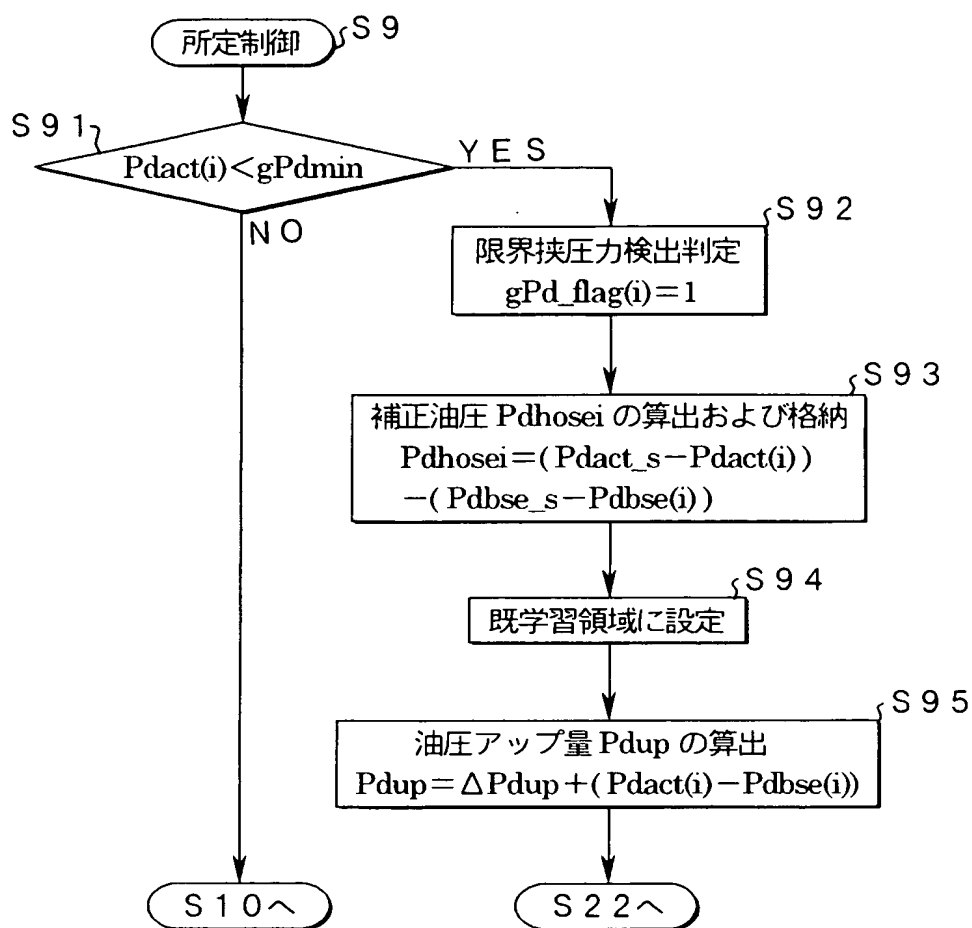 所定制御
S9
S91
Pdact(i)<gPdmin
YES
NO
S92
限界挟圧力検出判定
gPd_flag(i)=1
S93
補正油圧 Pdhosei の算出および格納
Pdhosei=(Pdact_s−Pdact(i))
−(Pdbse_s−Pdbse(i))
S94
既学習領域に設定
S95
油圧アップ量 Pdup の算出
Pdup=ΔPdup+(Pdact(i)−Pdbse(i))
S10へ
S22へ